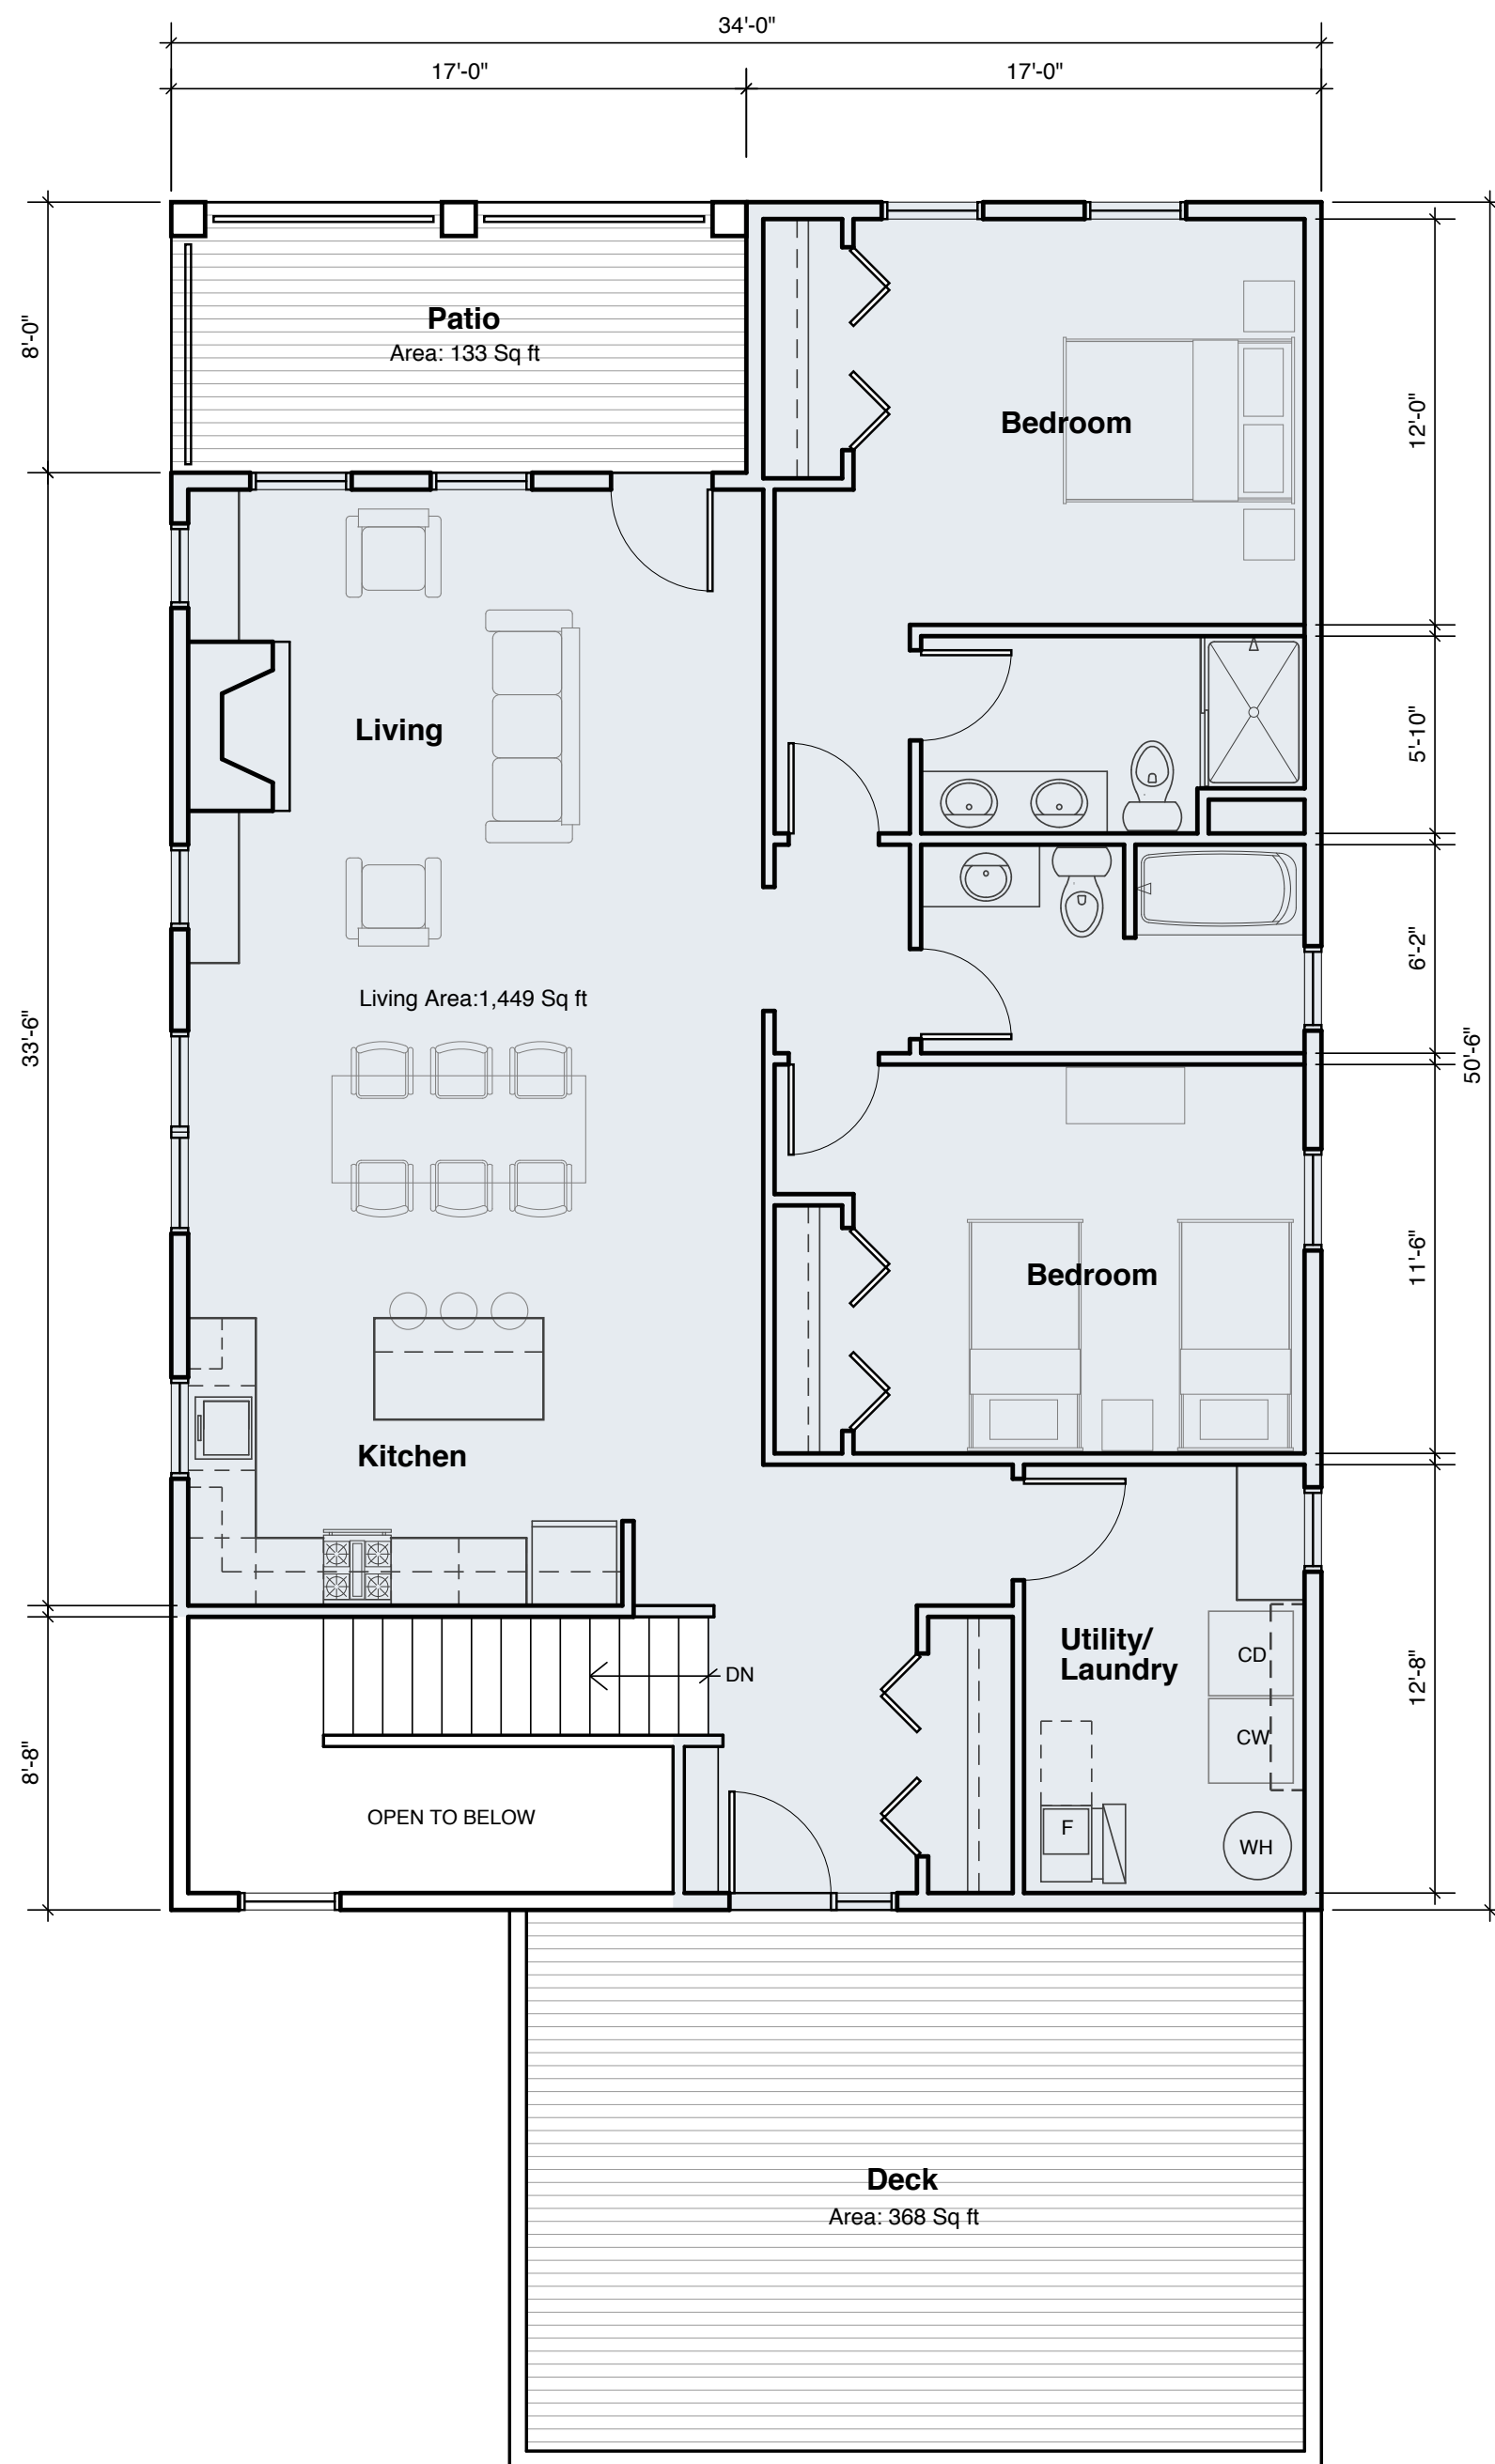 34'-0"
17'-0"
17'-0"
8'-0"
Patio
Area: 133 Sq ft
Bedroom
12'-0"
Living
5'-10"
6'-2"
Living Area:1,449 Sq ft
33'-6"
50'-6"
Bedroom
11'-6"
Kitchen
Utility/
Laundry
CD
DN
12'-8"
CW
8'-8"
OPEN TO BELOW
F
WH
Deck
Area: 368 Sq ft